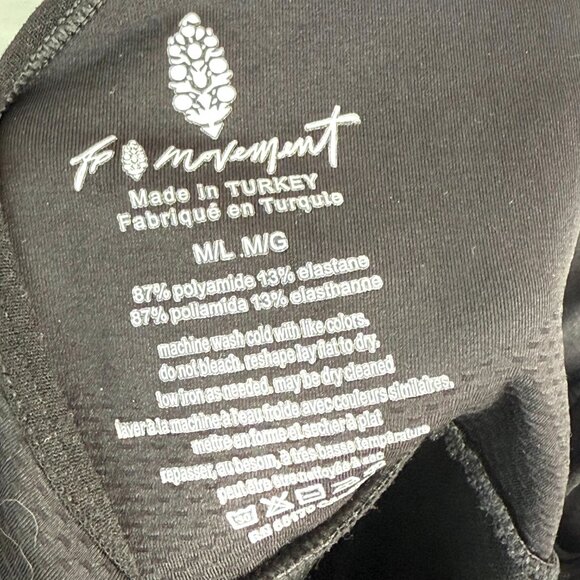 FP movement
Made in TURKEY
Fabriqué en Turquie
M/L M/G
87% polyamide 13% elastane
87% poliamida 13% elasthanne
machine wash cold with like colors.
do not bleach. reshape lay flat to dry.
low iron as needed. may be dry cleaned
laver à la machine à l'eau froide avec couleurs similaires.
mettre en forme et sécher à plat
repasser, au besoin, à très basse température
peut être